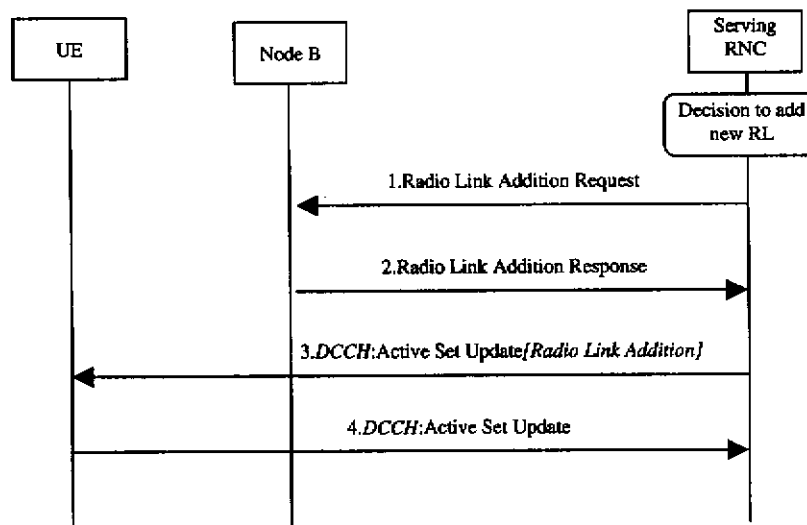 UE
Node B
Serving
RNC
Decision to add
new RL
1.Radio Link Addition Request
2.Radio Link Addition Response
3.DCCH:Active Set Update[Radio Link Addition]
4.DCCH:Active Set Update